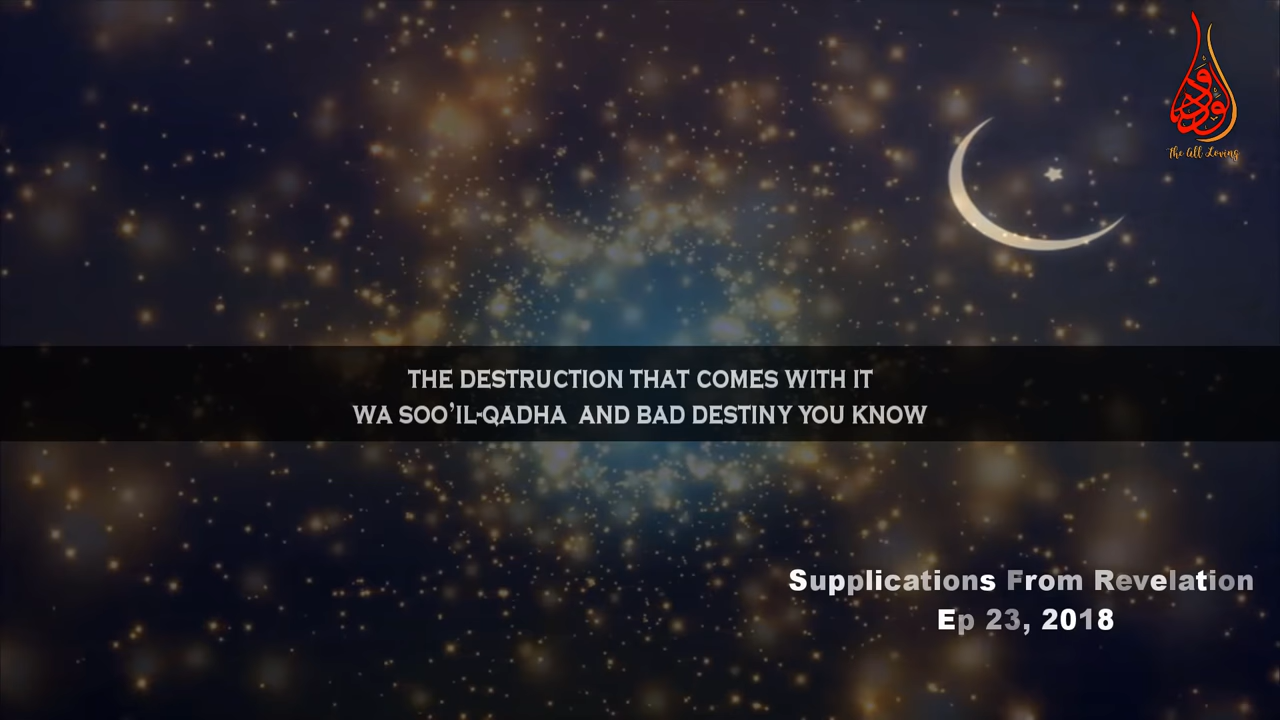 الودود
The All Loving
THE DESTRUCTION THAT COMES WITH IT
WA SOO'IL-QADHA AND BAD DESTINY YOU KNOW
Supplications From Revelation
Ep 23, 2018